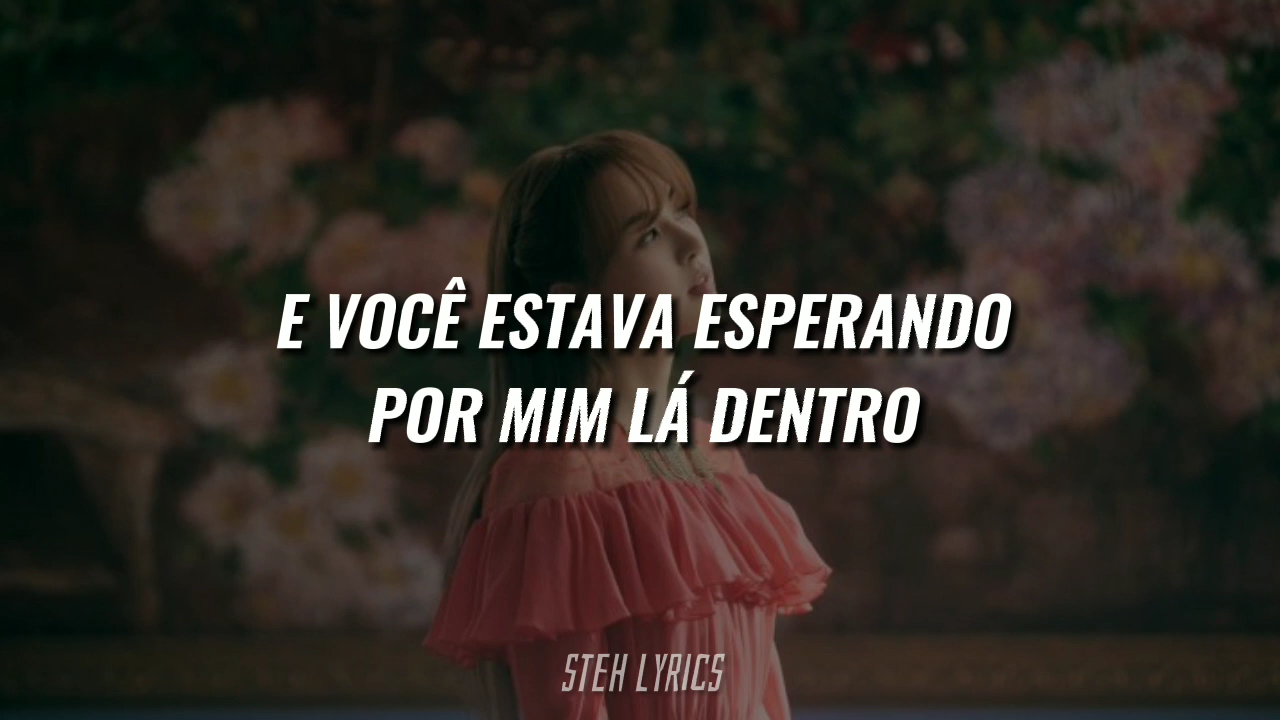 E VOCÊ ESTAVA ESPERANDO
POR MIM LÁ DENTRO
STEH LYRICS